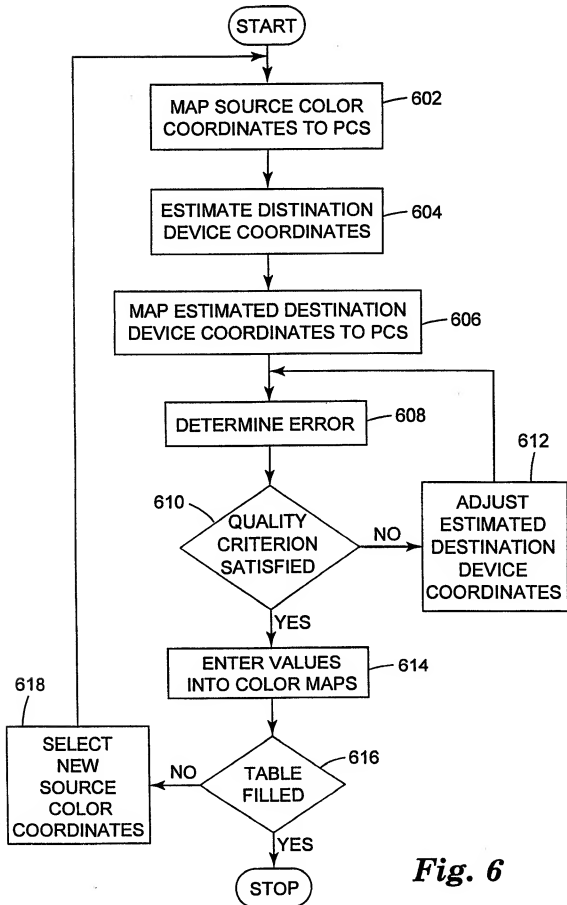 START
MAP SOURCE COLOR
COORDINATES TO PCS
602
ESTIMATE DISTINATION
DEVICE COORDINATES
604
MAP ESTIMATED DESTINATION
DEVICE COORDINATES TO PCS
606
DETERMINE ERROR
608
610
QUALITY
CRITERION
SATISFIED
NO
612
ADJUST
ESTIMATED
DESTINATION
DEVICE
COORDINATES
YES
ENTER VALUES
INTO COLOR MAPS
614
616
TABLE
FILLED
NO
618
SELECT
NEW
SOURCE
COLOR
COORDINATES
YES
STOP
Fig. 6